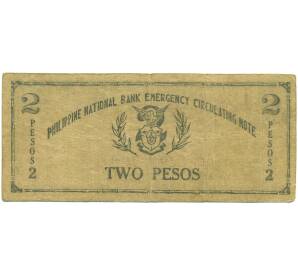 2 PHILIPPINE NATIONAL BANK EMERGENCY CIRCULATING NOTE 2
PESOS PESOS
2 TWO PESOS 2